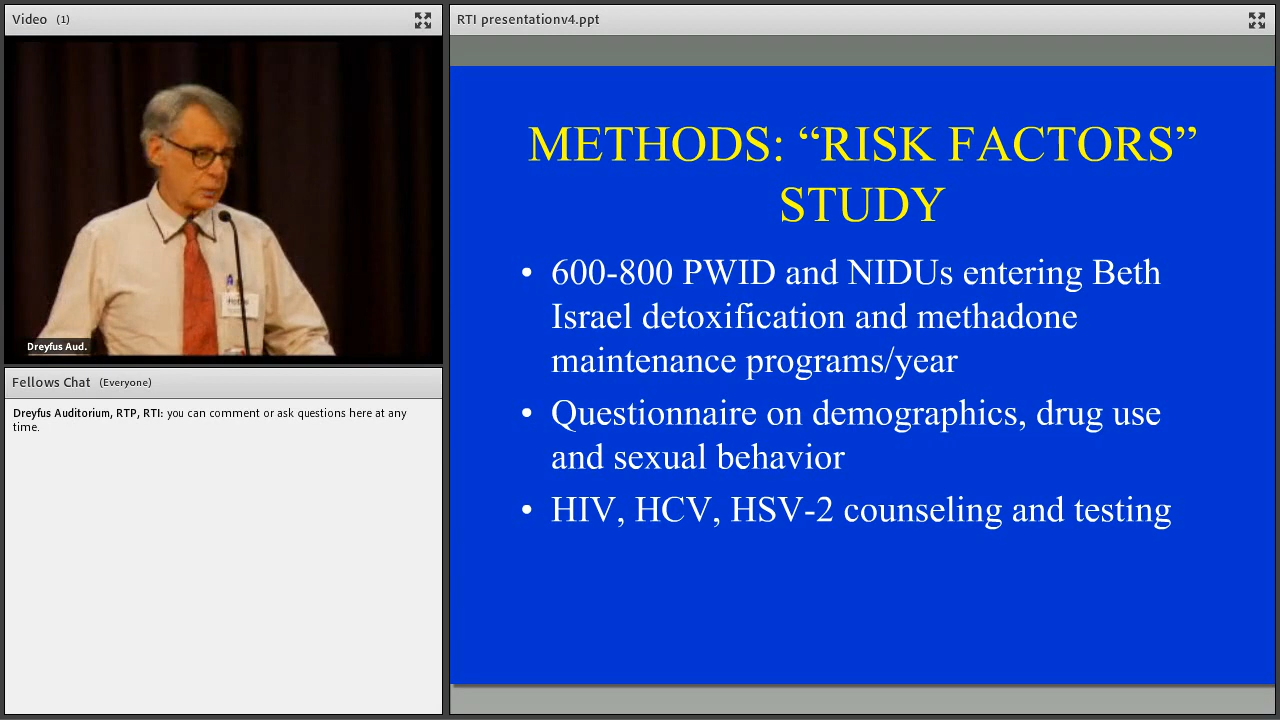 Video (1)
Dreyfus Aud.
Fellows Chat (Everyone)
Dreyfus Auditorium, RTP, RTI: you can comment or ask questions here at any
time.
RTI presentationv4.ppt
METHODS: “RISK FACTORS”
STUDY
• 600-800 PWID and NIDUs entering Beth
Israel detoxification and methadone
maintenance programs/year
• Questionnaire on demographics, drug use
and sexual behavior
• HIV, HCV, HSV-2 counseling and testing